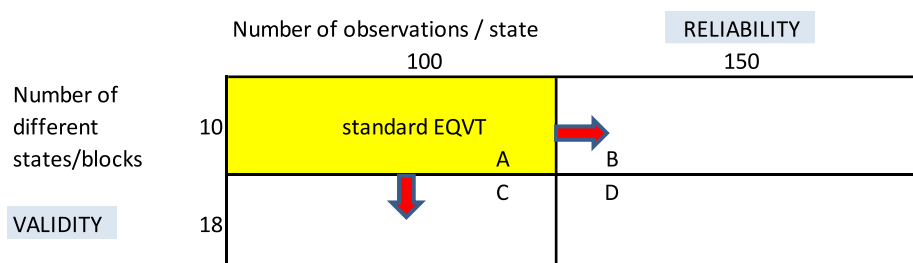 Number of observations / state
RELIABILITY
100
150
Number of
different
states/blocks
10
standard EQVT
A
B
C
D
VALIDITY
18